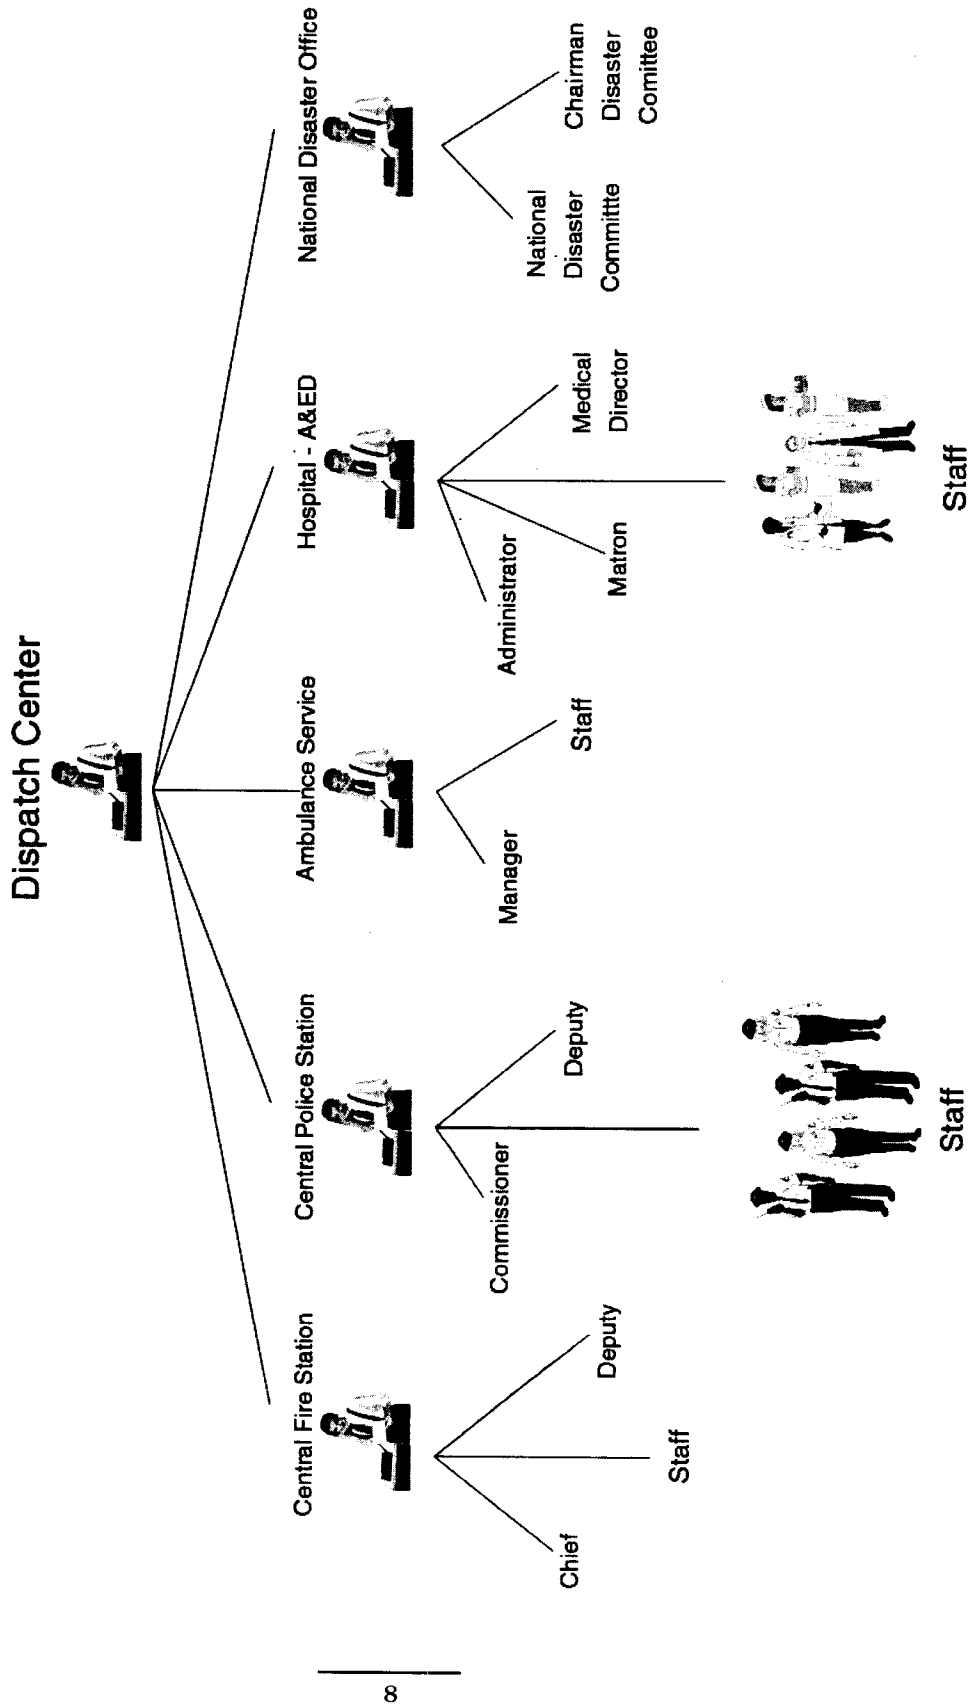 Dispatch Center
Central Fire Station
Central Police Station
Ambulance Service
Hospital - A&ED
National Disaster Office
Chief
Staff
Deputy
Commissioner
Deputy
Staff
Manager
Staff
Administrator
Matron
Medical
Director
Staff
National
Disaster
Committte
Chairman
Disaster
Comittee
8